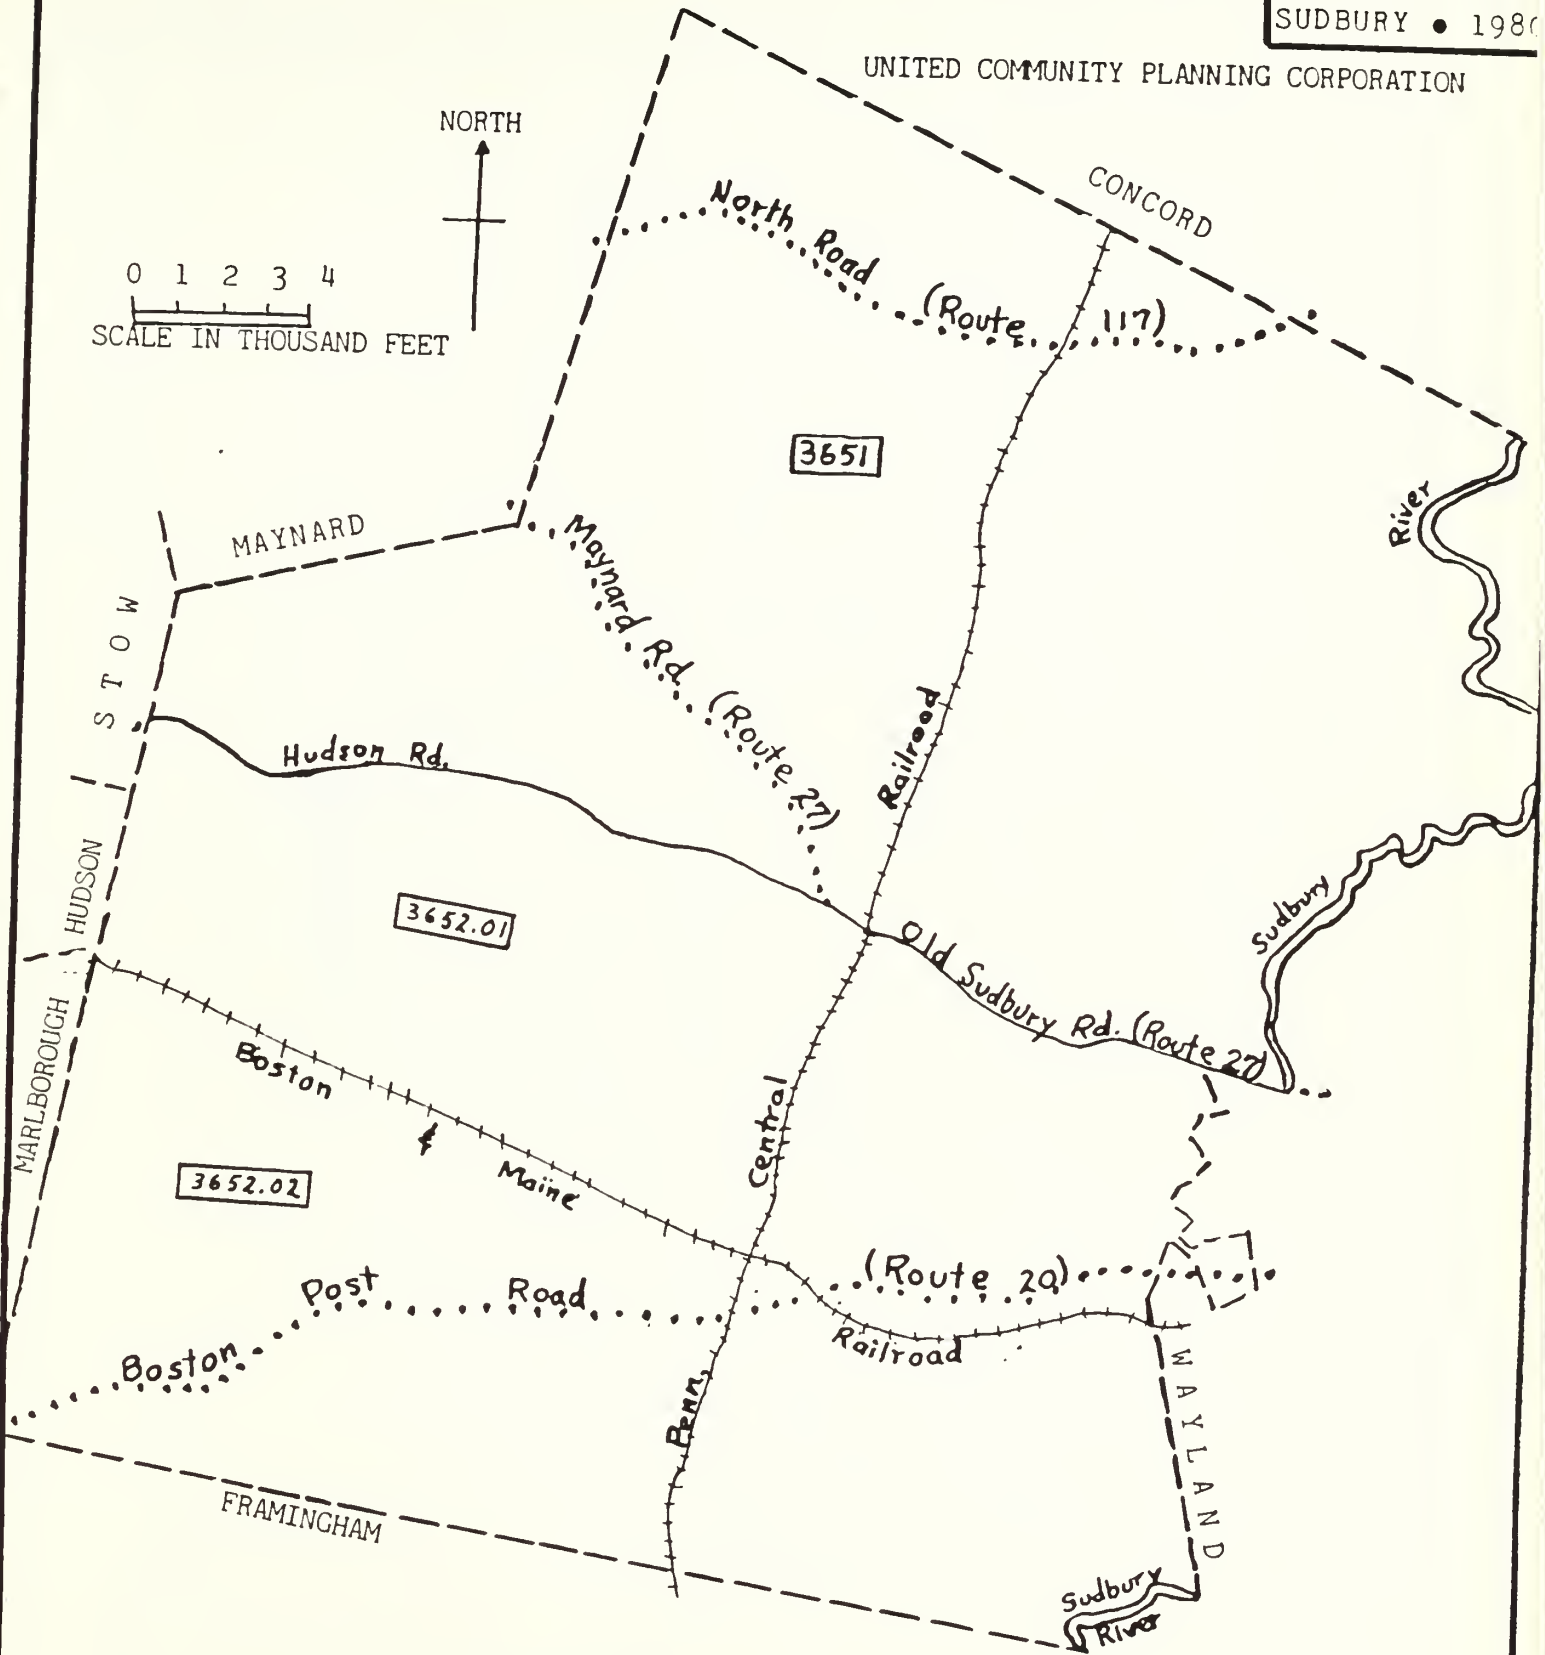 SUDBURY ● 198
UNITED COMMUNITY PLANNING CORPORATION
NORTH
CONCORD
North Road (Route 117)
0 1 2 3 4
SCALE IN THOUSAND FEET
3651
River
MAYNARD
Maynard Rd. (Route 27)
STOW
Railroad
Hudson Rd.
HUDSON
3652.01
Sudbury
Old Sudbury Rd. (Route 27)
MARLBOROUGH
Boston & Maine
Central
3652.02
(Route 20)
Post Road
Railroad
Boston
WAYLAND
Penn.
FRAMINGHAM
Sudbury
River